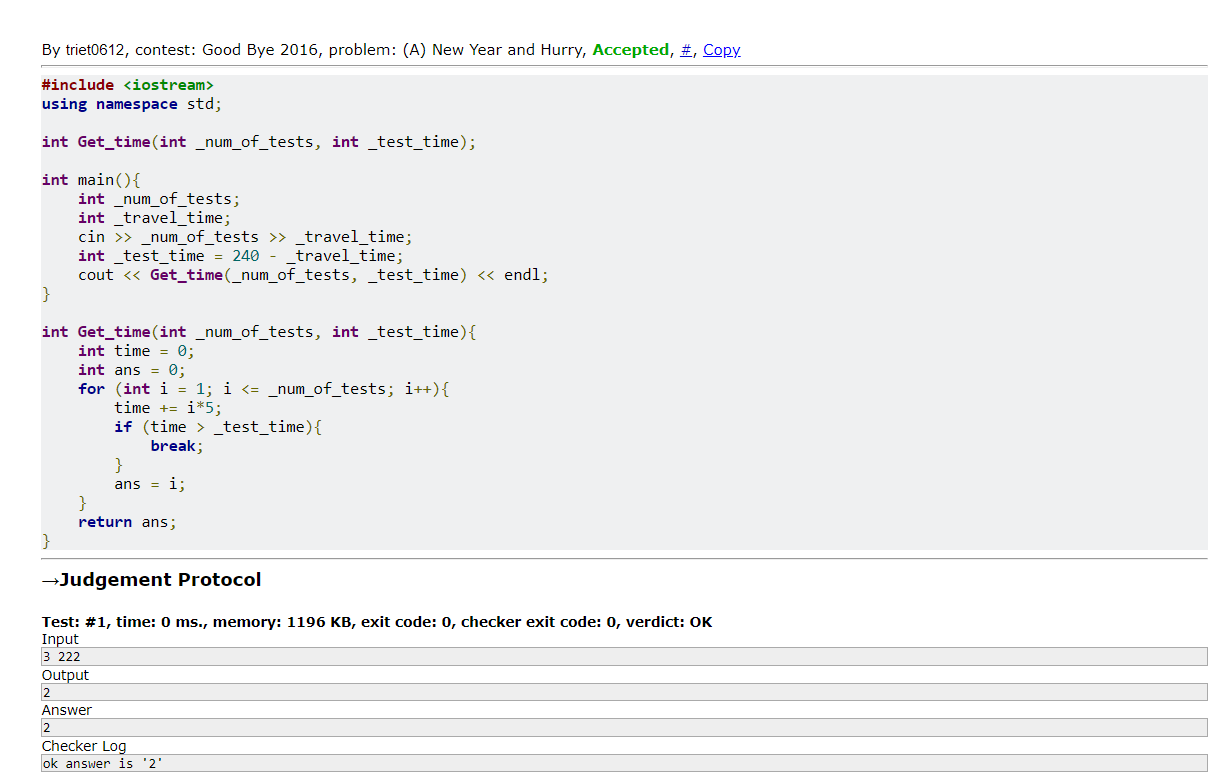 By triet0612, contest: Good Bye 2016, problem: (A) New Year and Hurry, Accepted, #, Copy
#include <iostream>
using namespace std;
int Get_time(int _num_of_tests, int _test_time);
int main(){
    int _num_of_tests;
    int _travel_time;
    cin >> _num_of_tests >> _travel_time;
    int _test_time = 240 - _travel_time;
    cout << Get_time(_num_of_tests, _test_time) << endl;
}
int Get_time(int _num_of_tests, int _test_time){
    int time = 0;
    int ans = 0;
    for (int i = 1; i <= _num_of_tests; i++){
        time += i*5;
        if (time > _test_time){
            break;
        }
        ans = i;
    }
    return ans;
}
→Judgement Protocol
Test: #1, time: 0 ms., memory: 1196 KB, exit code: 0, checker exit code: 0, verdict: OK
Input
3 222
Output
2
Answer
2
Checker Log
ok answer is '2'